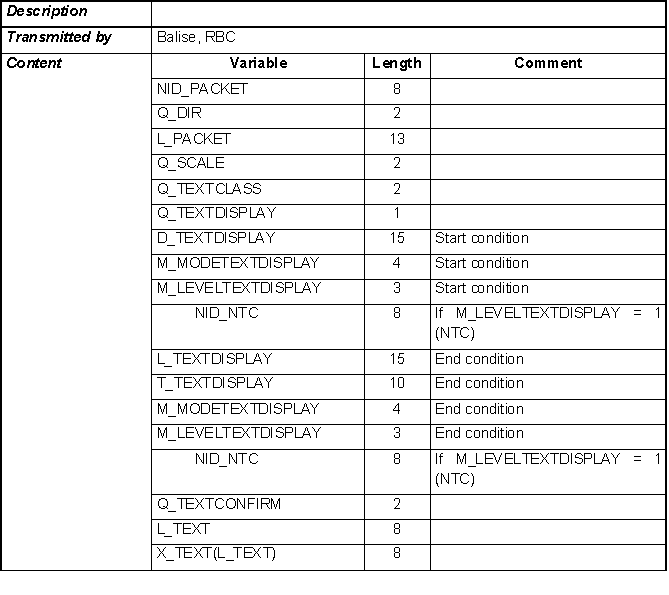 Description
Transmitted by Balise, RBC
Content Variable Length Comment
NID_PACKET 8
Q_DIR 2
L_PACKET 13
Q_SCALE 2
Q_TEXTCLASS 2
Q_TEXTDISPLAY 1
D_TEXTDISPLAY 15 Start condition
M_MODETEXTDISPLAY 4 Start condition
M_LEVELTEXTDISPLAY 3 Start condition
NID_NTC 8 If M_LEVELTEXTDISPLAY = 1
(NTC)
L_TEXTDISPLAY 15 End condition
T_TEXTDISPLAY 10 End condition
M_MODETEXTDISPLAY 4 End condition
M_LEVELTEXTDISPLAY 3 End condition
NID_NTC 8 If M_LEVELTEXTDISPLAY = 1
(NTC)
Q_TEXTCONFIRM 2
L_TEXT 8
X_TEXT(L_TEXT) 8